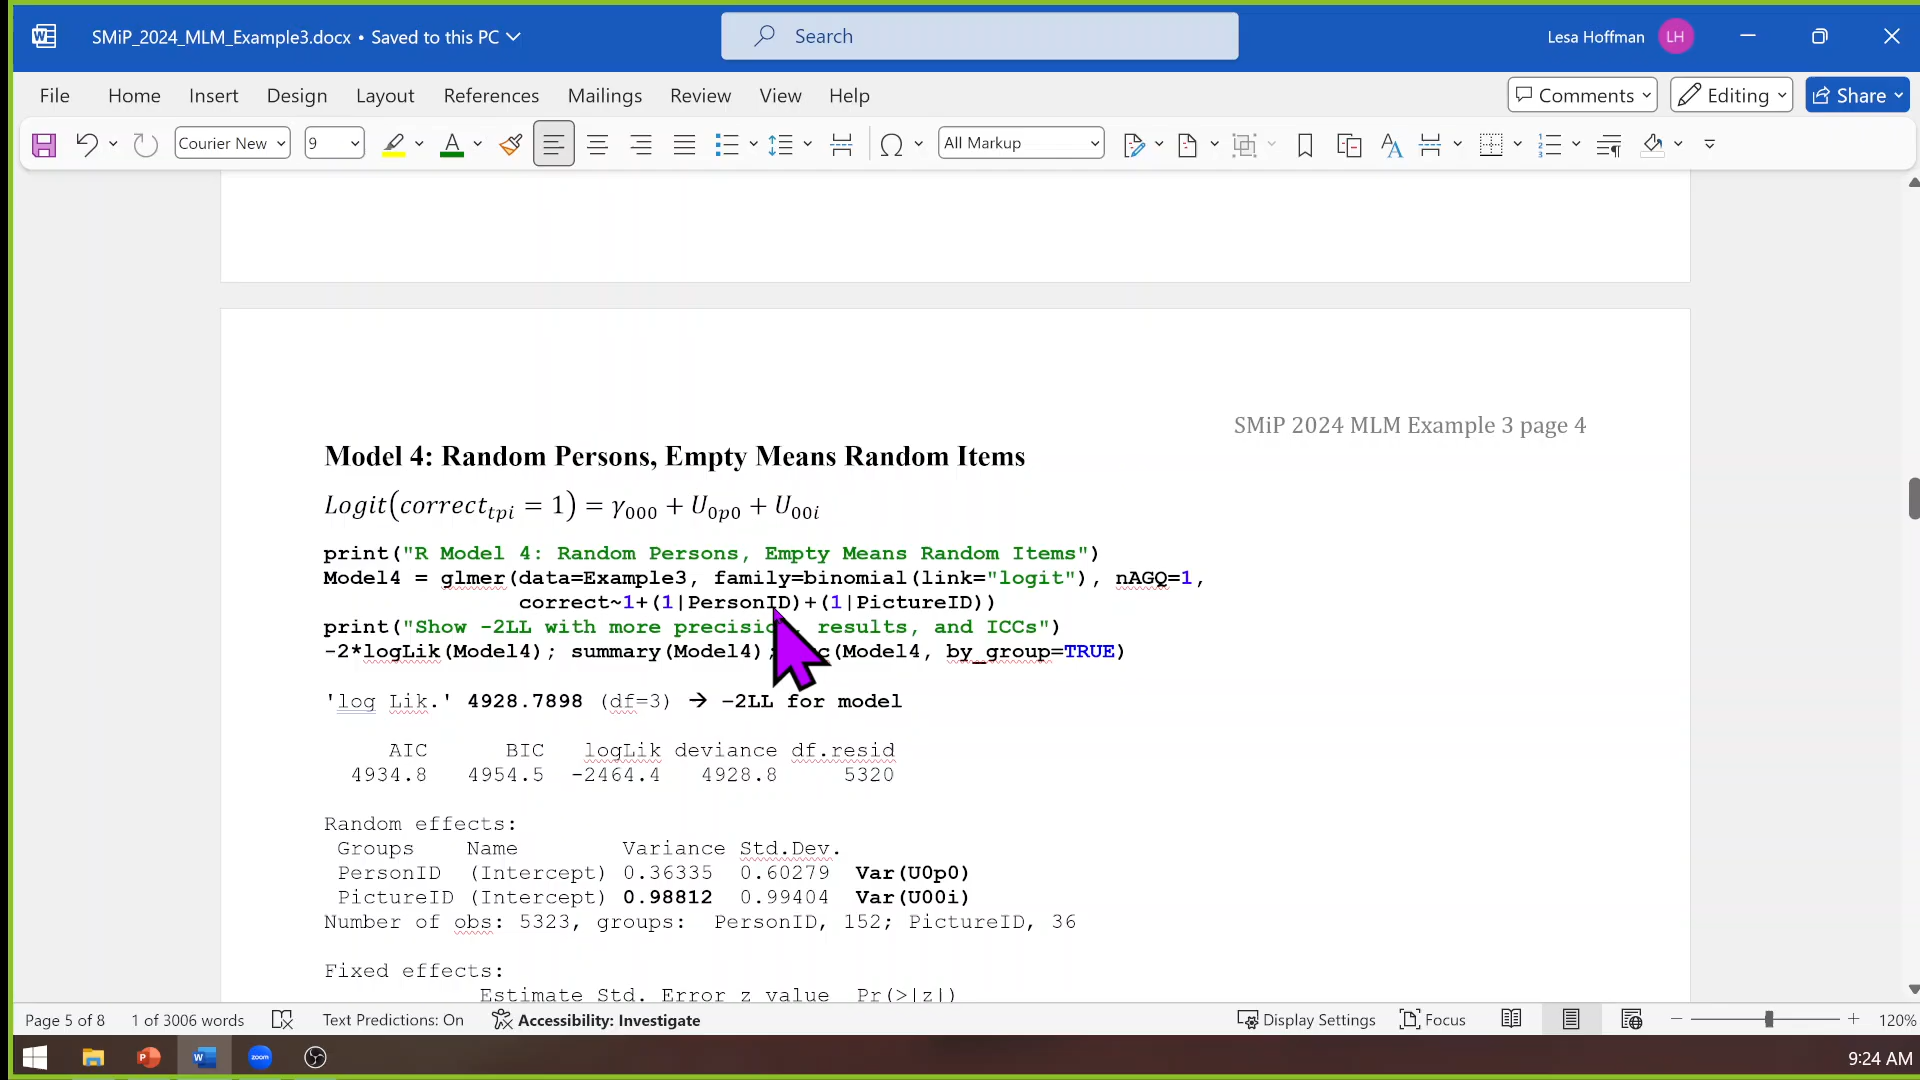 SMiP_2024_MLM_Example3.docx • Saved to this PC
Search
Lesa Hoffman
LH
File Home Insert Design Layout References Mailings Review View Help
Comments
Editing
Share
Courier New
9
All Markup
SMiP 2024 MLM Example 3 page 4
Model 4: Random Persons, Empty Means Random Items
Logit(correct_tpi = 1) = γ_000 + U_0p0 + U_00i
print("R Model 4: Random Persons, Empty Means Random Items")
Model4 = glmer(data=Example3, family=binomial(link="logit"), nAGQ=1,
correct~1+(1|PersonID)+(1|PictureID))
print("Show -2LL with more precisio results, and ICCs")
-2*logLik(Model4); summary(Model4) c(Model4, by_group=TRUE)
'log Lik.' 4928.7898 (df=3) → -2LL for model
AIC BIC logLik deviance df.resid
4934.8 4954.5 -2464.4 4928.8 5320
Random effects:
Groups Name Variance Std.Dev.
PersonID (Intercept) 0.36335 0.60279 Var(U0p0)
PictureID (Intercept) 0.98812 0.99404 Var(U00i)
Number of obs: 5323, groups: PersonID, 152; PictureID, 36
Fixed effects:
Estimate Std. Error z value Pr(>|z|)
Page 5 of 8 1 of 3006 words Text Predictions: On Accessibility: Investigate Display Settings Focus 120%
zoom
9:24 AM